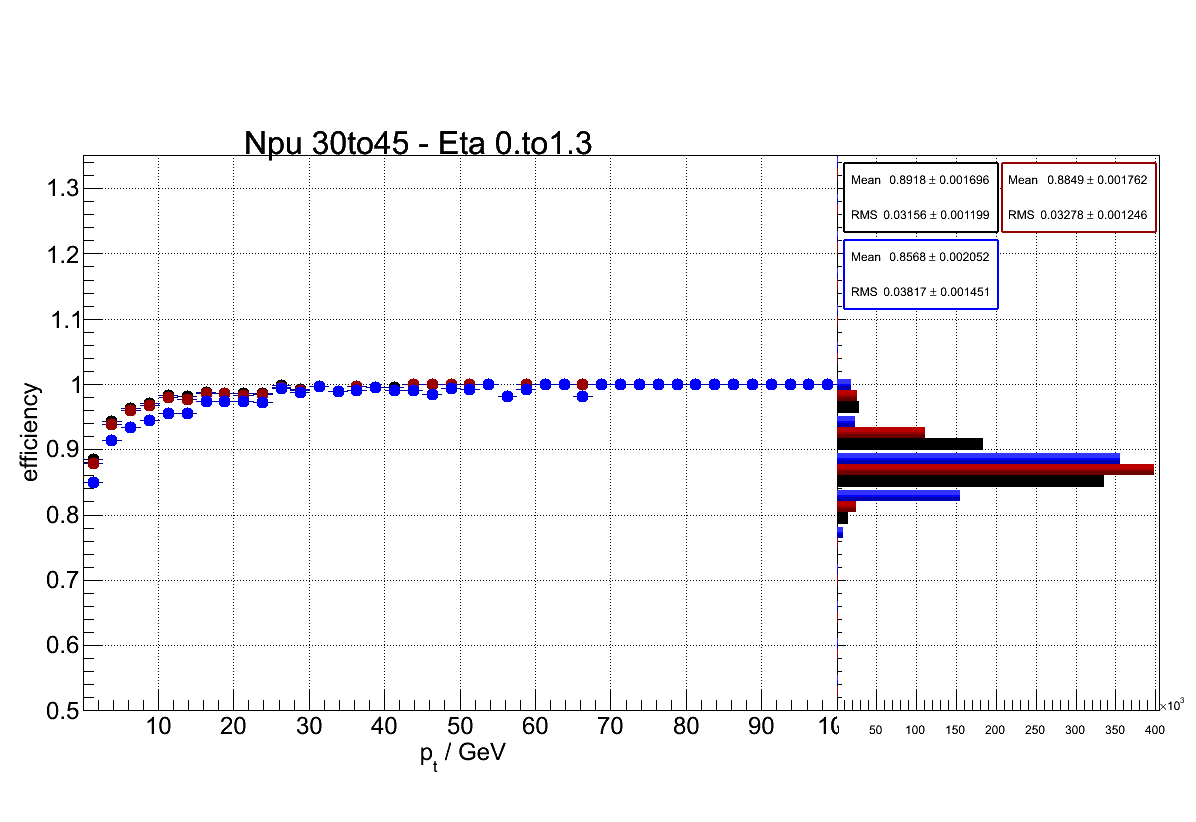 Npu 30to45 - Eta 0.to1.3
Mean 0.8918 ± 0.001696
RMS 0.03156 ± 0.001199
Mean 0.8849 ± 0.001762
RMS 0.03278 ± 0.001246
Mean 0.8568 ± 0.002052
RMS 0.03817 ± 0.001451
efficiency
1.3
1.2
1.1
1
0.9
0.8
0.7
0.6
0.5
10 20 30 40 50 60 70 80 90 10
p_t / GeV
50 100 150 200 250 300 350 400
×10³